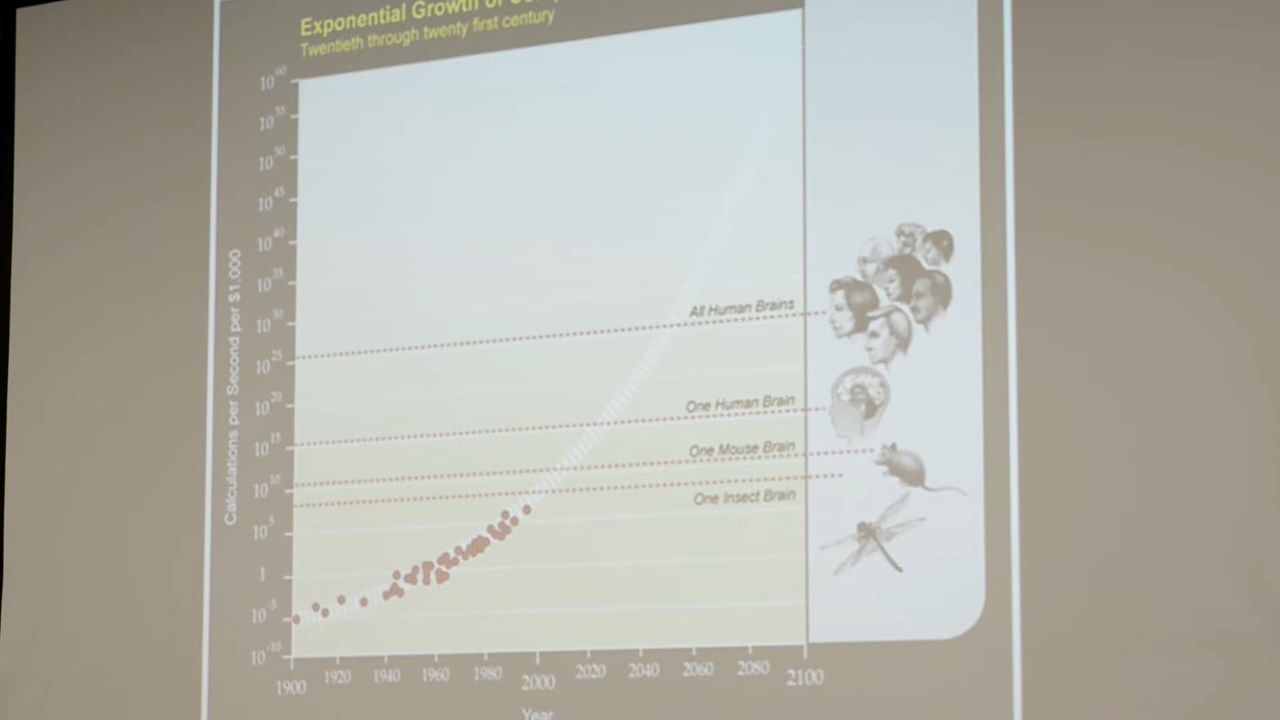 Exponential Growth of
Twentieth through twenty first century
Calculations per Second per $1,000
10^60
10^55
10^50
10^45
10^40
10^35
10^30
10^25
10^20
10^15
10^10
10^5
1
10^-5
10^-10
All Human Brains
One Human Brain
One Mouse Brain
One Insect Brain
1900 1920 1940 1960 1980 2000 2020 2040 2060 2080 2100
Year